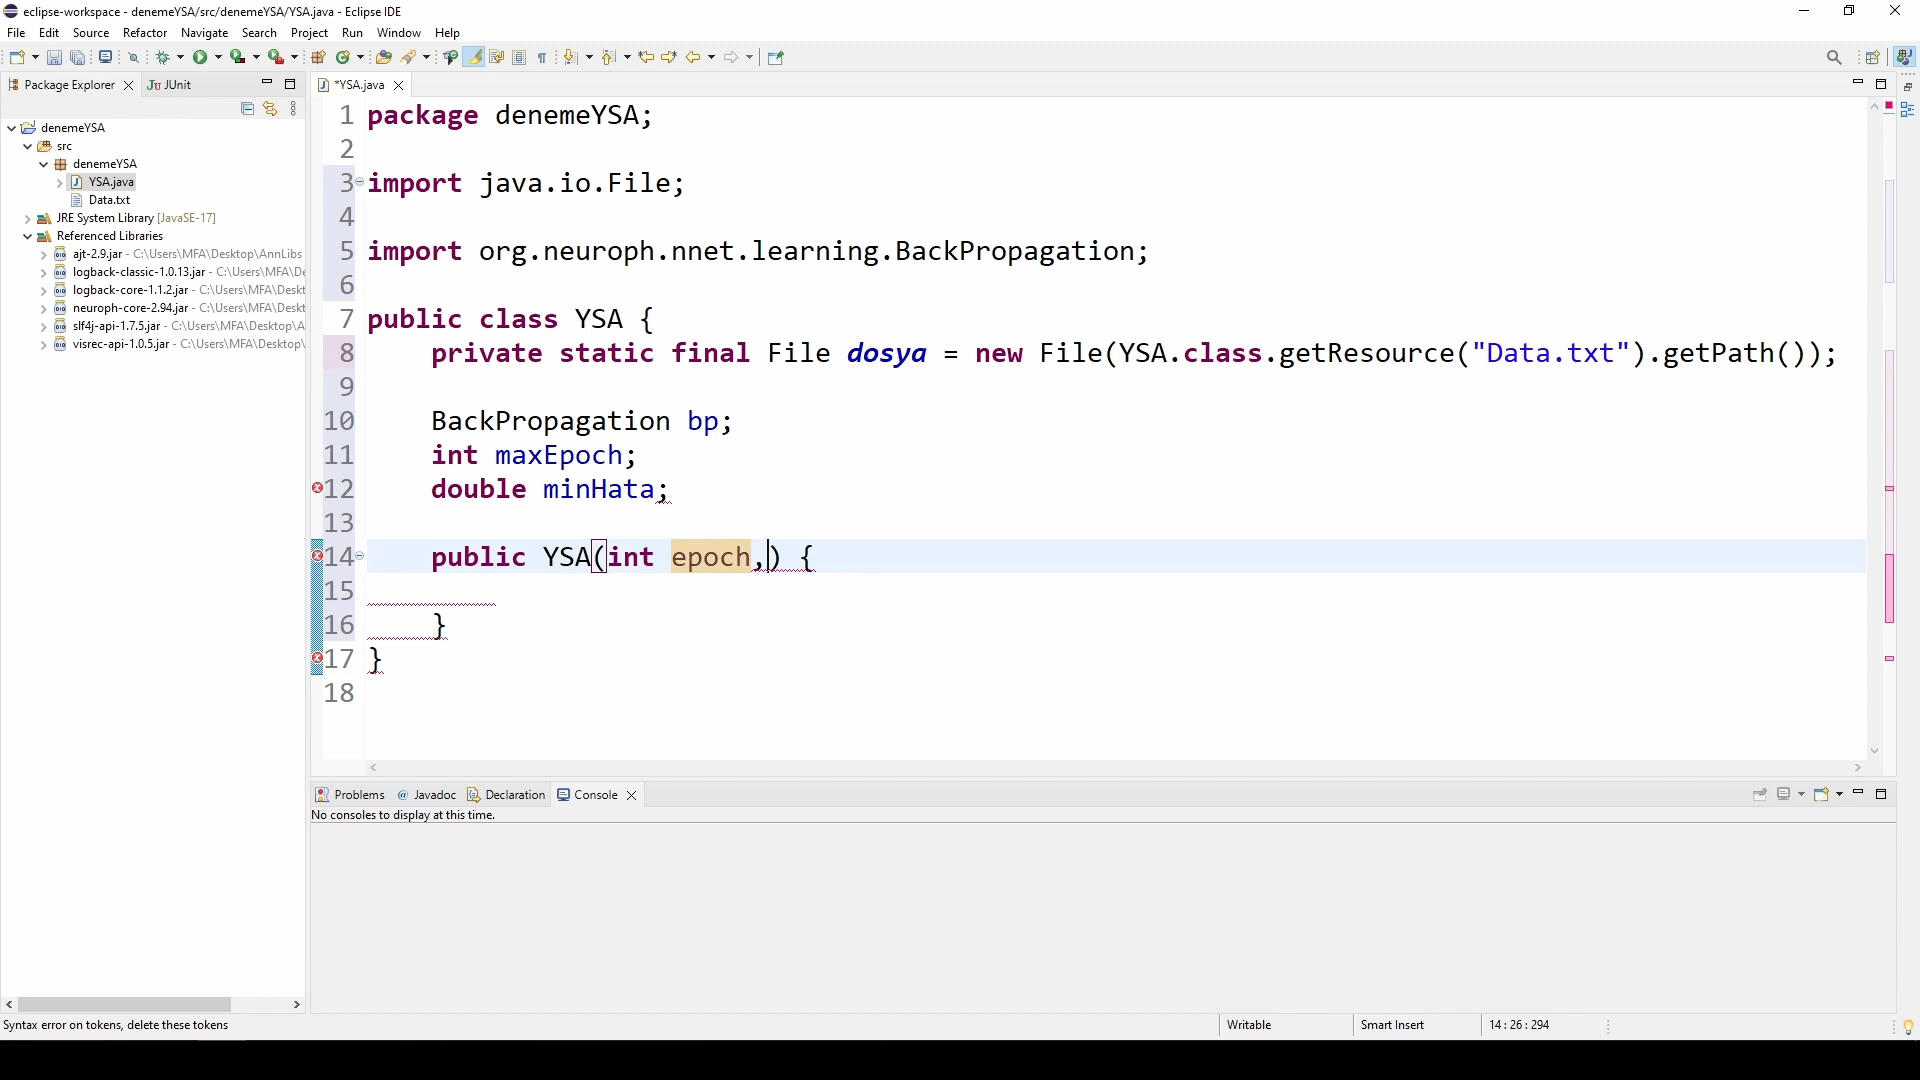 eclipse-workspace - denemeYSA/src/denemeYSA/YSA.java - Eclipse IDE
File Edit Source Refactor Navigate Search Project Run Window Help
Package Explorer JUnit
*YSA.java
denemeYSA
src
denemeYSA
YSA.java
Data.txt
JRE System Library [JavaSE-17]
Referenced Libraries
ajt-2.9.jar - C:\Users\MFA\Desktop\AnnLibs
logback-classic-1.0.13.jar - C:\Users\MFA\De
logback-core-1.1.2.jar - C:\Users\MFA\Deskt
neuroph-core-2.94.jar - C:\Users\MFA\Deskt
slf4j-api-1.7.5.jar - C:\Users\MFA\Desktop\A
visrec-api-1.0.5.jar - C:\Users\MFA\Desktop\
1 package denemeYSA;
2
3 import java.io.File;
4
5 import org.neuroph.nnet.learning.BackPropagation;
6
7 public class YSA {
8 private static final File dosya = new File(YSA.class.getResource("Data.txt").getPath());
9
10 BackPropagation bp;
11 int maxEpoch;
12 double minHata;
13
14 public YSA(int epoch,) {
15
16 }
17 }
18
Problems @ Javadoc Declaration Console
No consoles to display at this time.
Syntax error on tokens, delete these tokens
Writable
Smart Insert
14 : 26 : 294